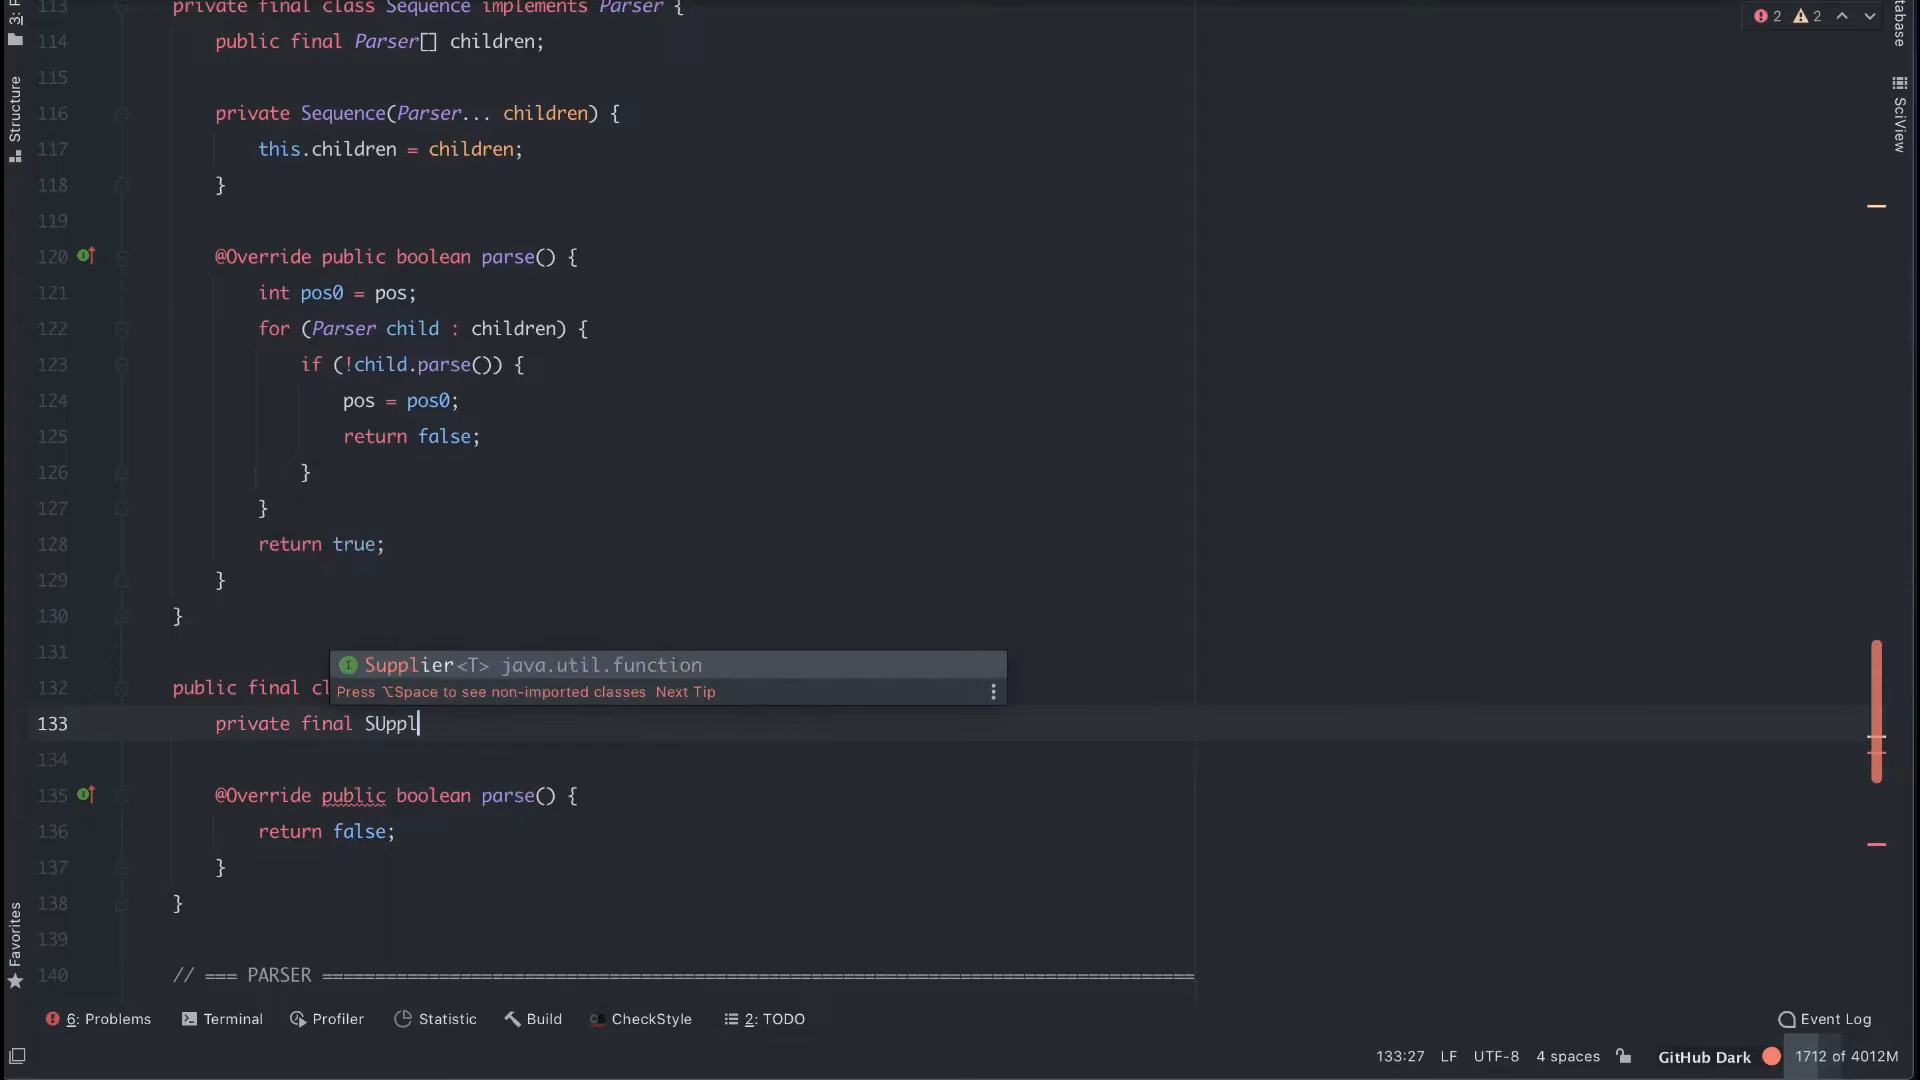 113 private final class Sequence implements Parser {
114 public final Parser[] children;
115
116 private Sequence(Parser... children) {
117 this.children = children;
118 }
119
120 @Override public boolean parse() {
121 int pos0 = pos;
122 for (Parser child : children) {
123 if (!child.parse()) {
124 pos = pos0;
125 return false;
126 }
127 }
128 return true;
129 }
130 }
131
Supplier<T> java.util.function
132 public final cl
Press ⌥Space to see non-imported classes Next Tip
133 private final SUppl
134
135 @Override public boolean parse() {
136 return false;
137 }
138 }
139
140 // === PARSER ==================================================================================
2 2
3:
Structure
Favorites
tabase
SciView
6: Problems Terminal Profiler Statistic Build CheckStyle 2: TODO Event Log
133:27 LF UTF-8 4 spaces GitHub Dark 1712 of 4012M